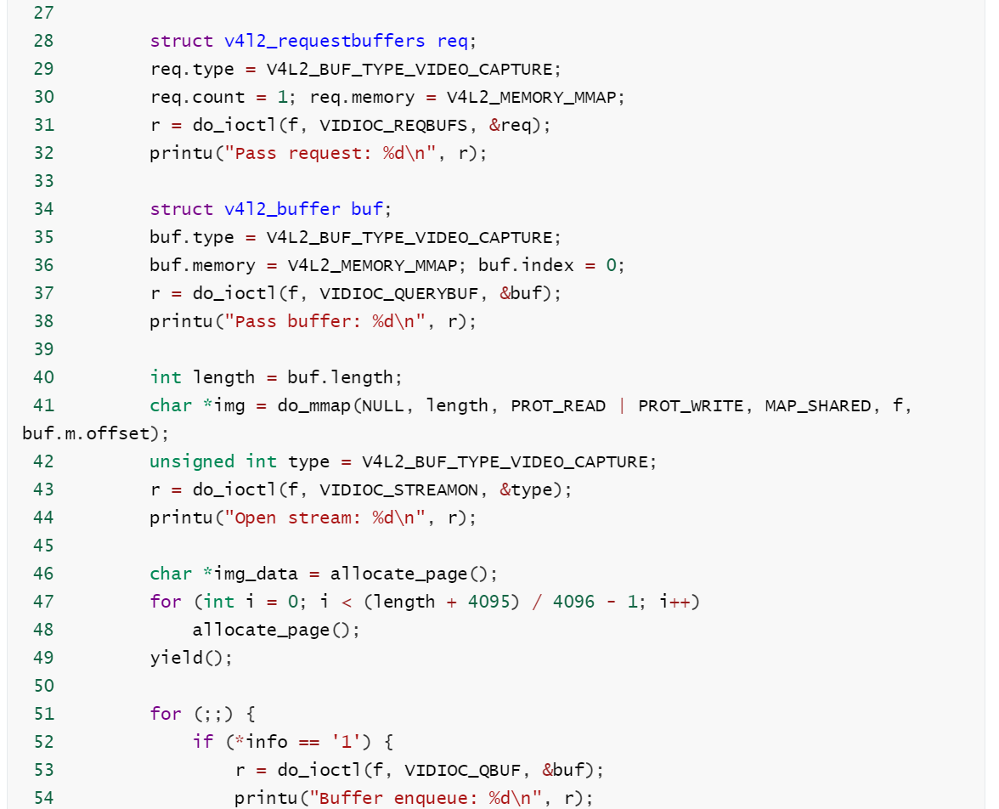 27
28         struct v4l2_requestbuffers req;
29         req.type = V4L2_BUF_TYPE_VIDEO_CAPTURE;
30         req.count = 1; req.memory = V4L2_MEMORY_MMAP;
31         r = do_ioctl(f, VIDIOC_REQBUFS, &req);
32         printu("Pass request: %d\n", r);
33
34         struct v4l2_buffer buf;
35         buf.type = V4L2_BUF_TYPE_VIDEO_CAPTURE;
36         buf.memory = V4L2_MEMORY_MMAP; buf.index = 0;
37         r = do_ioctl(f, VIDIOC_QUERYBUF, &buf);
38         printu("Pass buffer: %d\n", r);
39
40         int length = buf.length;
41         char *img = do_mmap(NULL, length, PROT_READ | PROT_WRITE, MAP_SHARED, f,
buf.m.offset);
42         unsigned int type = V4L2_BUF_TYPE_VIDEO_CAPTURE;
43         r = do_ioctl(f, VIDIOC_STREAMON, &type);
44         printu("Open stream: %d\n", r);
45
46         char *img_data = allocate_page();
47         for (int i = 0; i < (length + 4095) / 4096 - 1; i++)
48             allocate_page();
49         yield();
50
51         for (;;) {
52             if (*info == '1') {
53                 r = do_ioctl(f, VIDIOC_QBUF, &buf);
54                 printu("Buffer enqueue: %d\n", r);